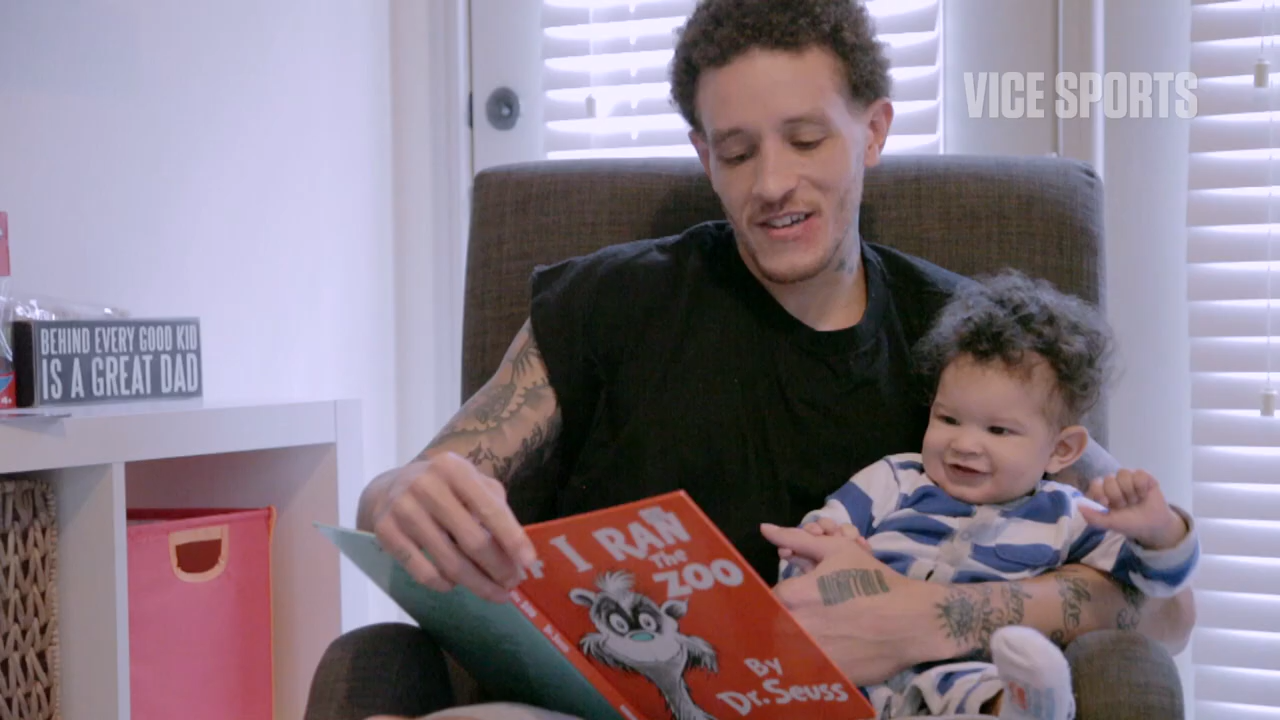 VICE SPORTS
BEHIND EVERY GOOD KID
IS A GREAT DAD
I RAN
the
ZOO
By
Dr. Seuss